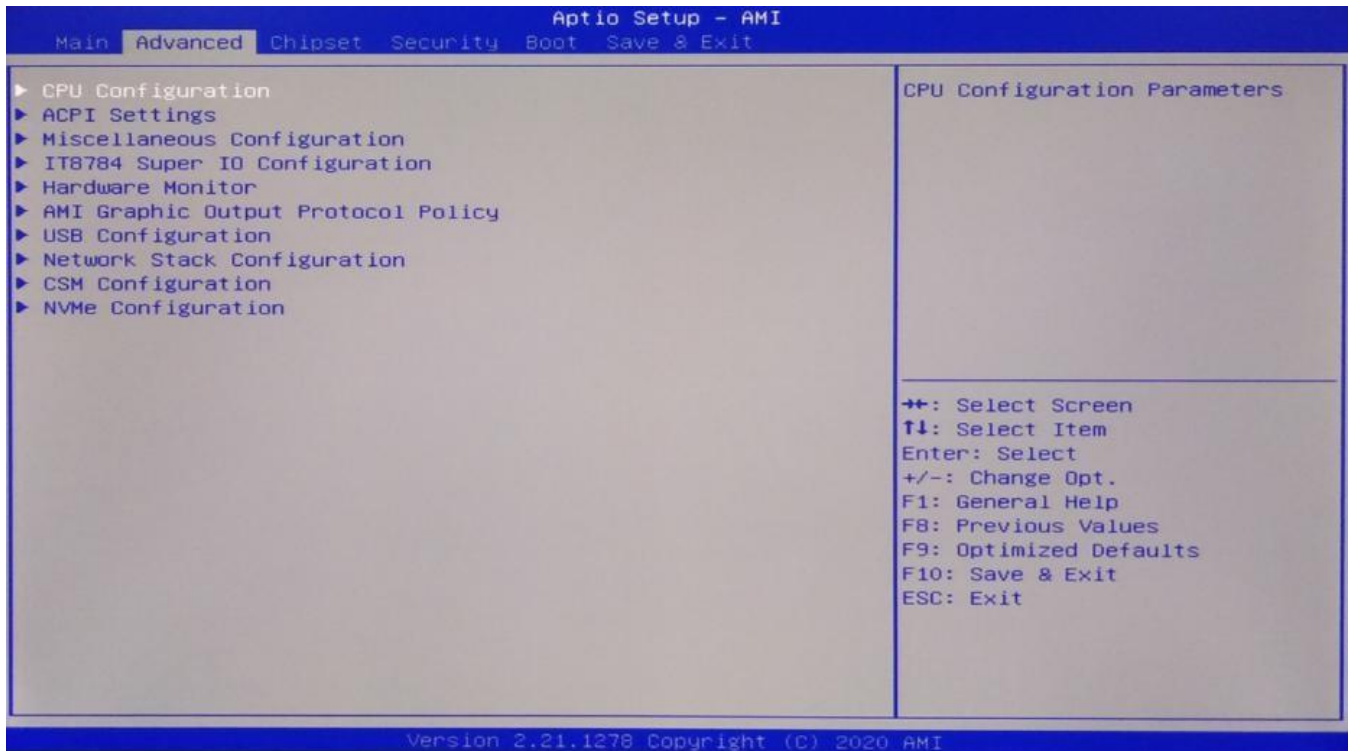 Aptio Setup - AMI
Main Advanced Chipset Security Boot Save & Exit
► CPU Configuration
► ACPI Settings
► Miscellaneous Configuration
► IT8784 Super IO Configuration
► Hardware Monitor
► AMI Graphic Output Protocol Policy
► USB Configuration
► Network Stack Configuration
► CSM Configuration
► NVMe Configuration
CPU Configuration Parameters
→←: Select Screen
↑↓: Select Item
Enter: Select
+/-: Change Opt.
F1: General Help
F8: Previous Values
F9: Optimized Defaults
F10: Save & Exit
ESC: Exit
Version 2.21.1278 Copyright (C) 2020 AMI